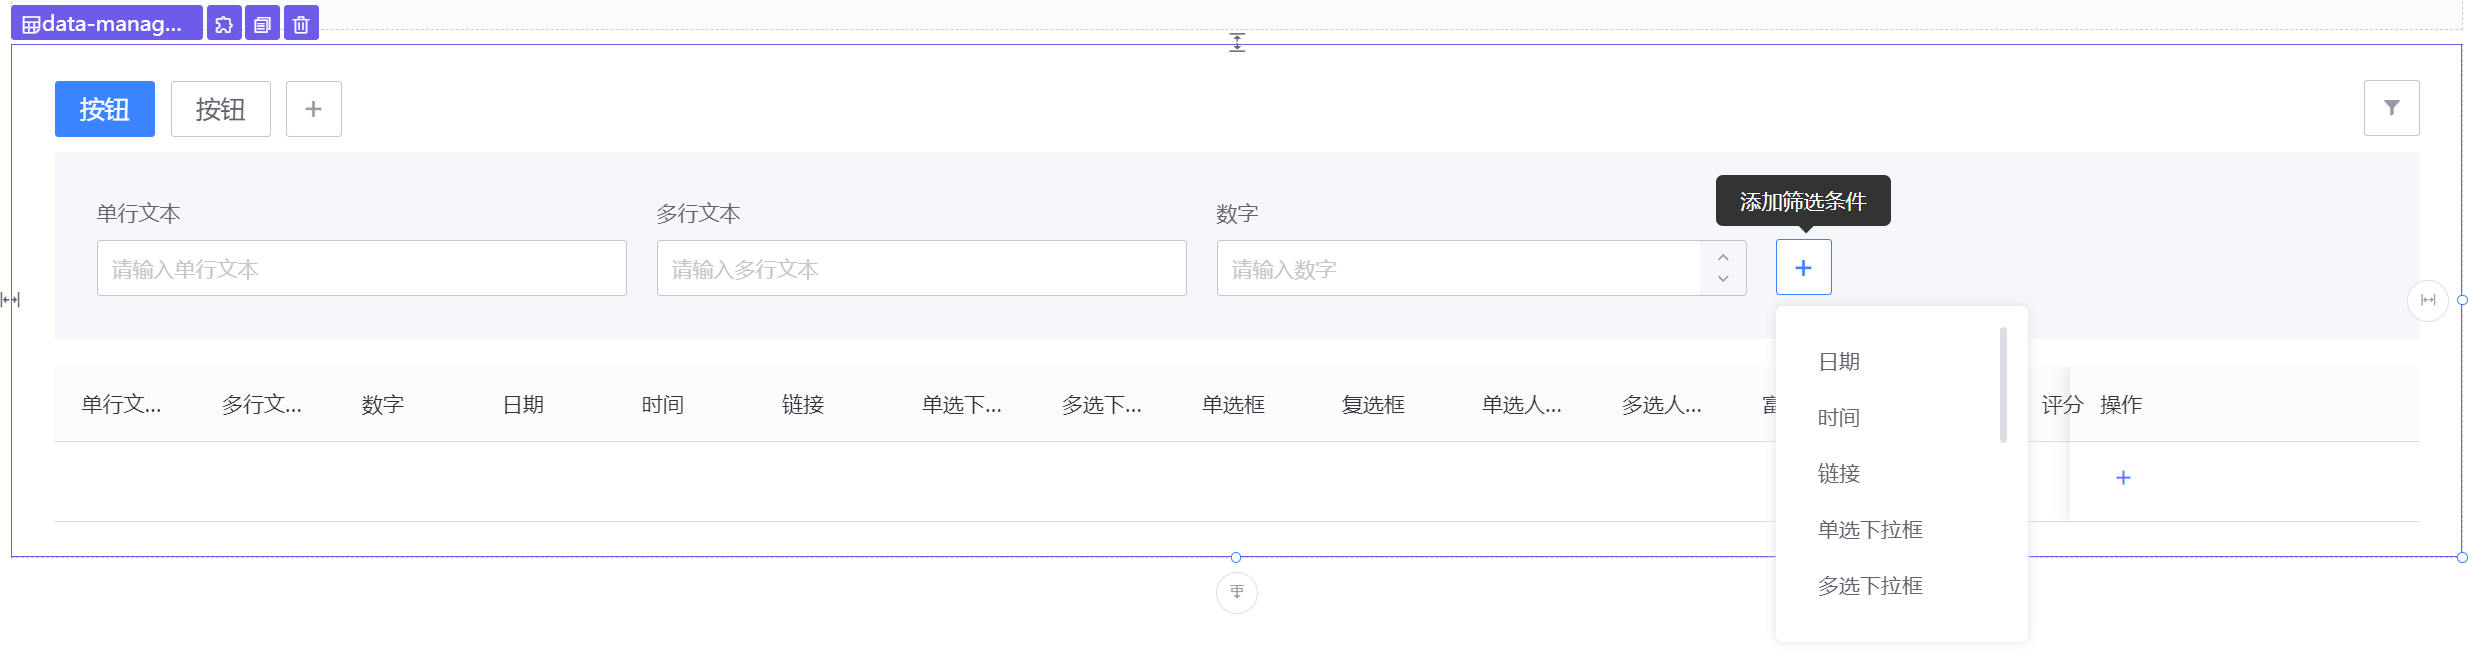 data-manag...
按钮
按钮
添加筛选条件
单行文本
多行文本
数字
请输入单行文本
请输入多行文本
请输入数字
日期
时间
链接
单选下拉框
多选下拉框
单行文... 多行文... 数字 日期 时间 链接 单选下... 多选下... 单选框 复选框 单选人... 多选人... 评分 操作